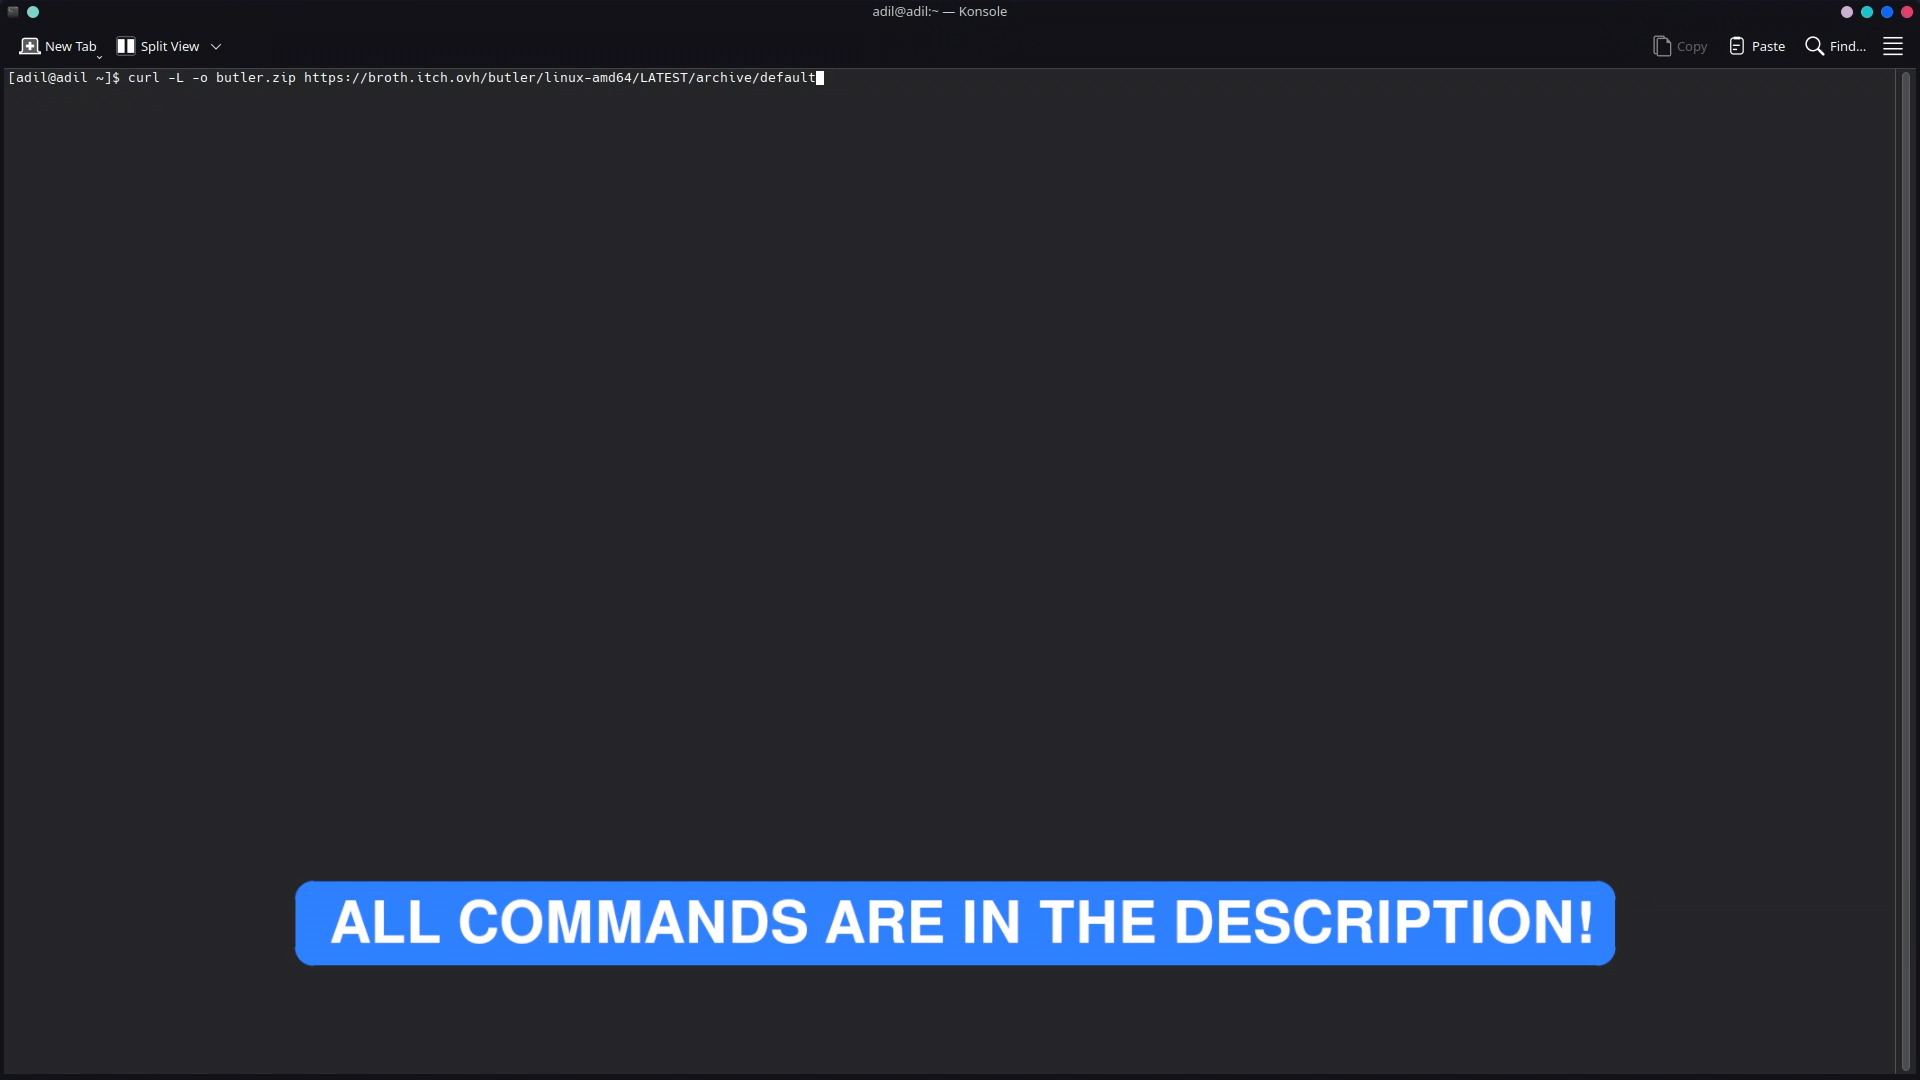 adil@adil:~ — Konsole
New Tab Split View Copy Paste Find...
[adil@adil ~]$ curl -L -o butler.zip https://broth.itch.ovh/butler/linux-amd64/LATEST/archive/default
ALL COMMANDS ARE IN THE DESCRIPTION!